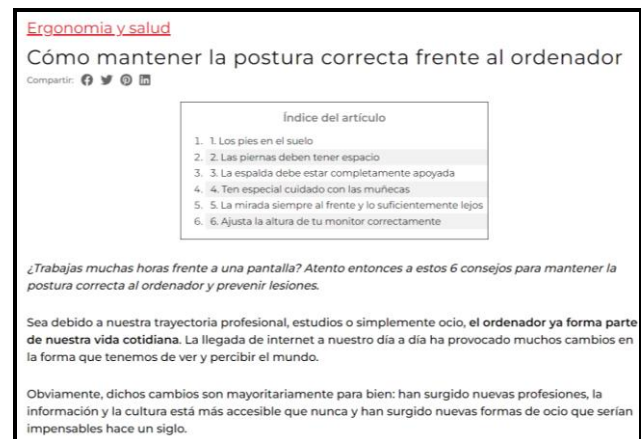 Ergonomia y salud
Cómo mantener la postura correcta frente al ordenador
Compartir:
Índice del artículo
1. 1. Los pies en el suelo
2. 2. Las piernas deben tener espacio
3. 3. La espalda debe estar completamente apoyada
4. 4. Ten especial cuidado con las muñecas
5. 5. La mirada siempre al frente y lo suficientemente lejos
6. 6. Ajusta la altura de tu monitor correctamente
¿Trabajas muchas horas frente a una pantalla? Atento entonces a estos 6 consejos para mantener la
postura correcta al ordenador y prevenir lesiones.
Sea debido a nuestra trayectoria profesional, estudios o simplemente ocio, el ordenador ya forma parte
de nuestra vida cotidiana. La llegada de internet a nuestro día a día ha provocado muchos cambios en
la forma que tenemos de ver y percibir el mundo.
Obviamente, dichos cambios son mayoritariamente para bien: han surgido nuevas profesiones, la
información y la cultura está más accesible que nunca y han surgido nuevas formas de ocio que serían
impensables hace un siglo.